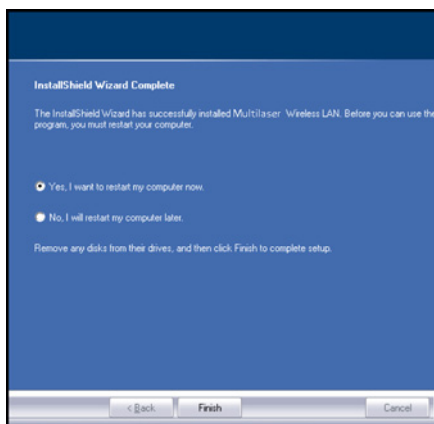 InstallShield Wizard Complete
The InstallShield Wizard has successfully installed Multilaser Wireless LAN. Before you can use the
program, you must restart your computer.
Yes, I want to restart my computer now.
No, I will restart my computer later.
Remove any disks from their drives, and then click Finish to complete setup.
< Back Finish Cancel